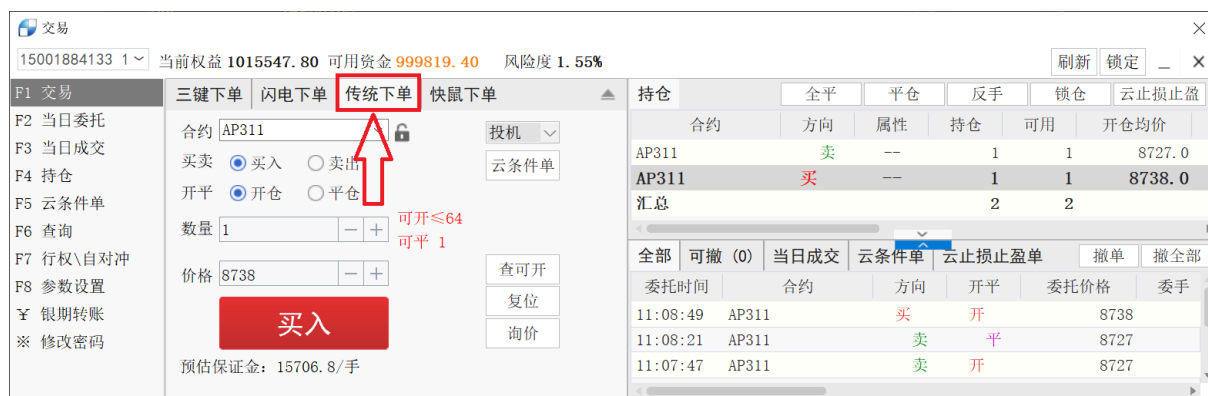 交易
15001884133 1 当前权益 1015547.80 可用资金 999819.40 风险度 1.55% 刷新 锁定
F1 交易
F2 当日委托
F3 当日成交
F4 持仓
F5 云条件单
F6 查询
F7 行权\自对冲
F8 参数设置
¥ 银期转账
※ 修改密码
三键下单 闪电下单 传统下单 快鼠下单
合约 AP311 投机
买卖 买入 卖出 云条件单
开平 开仓 平仓
数量 1 可开≤64
可平 1
价格 8738 查可开
买入 复位
询价
预估保证金: 15706.8/手
持仓 全平 平仓 反手 锁仓 云止损止盈
合约 方向 属性 持仓 可用 开仓均价
AP311 卖 -- 1 1 8727.0
AP311 买 -- 1 1 8738.0
汇总 2 2
全部 可撤 (0) 当日成交 云条件单 云止损止盈单 撤单 撤全部
委托时间 合约 方向 开平 委托价格 委手
11:08:49 AP311 买 开 8738
11:08:21 AP311 卖 平 8727
11:07:47 AP311 卖 开 8727